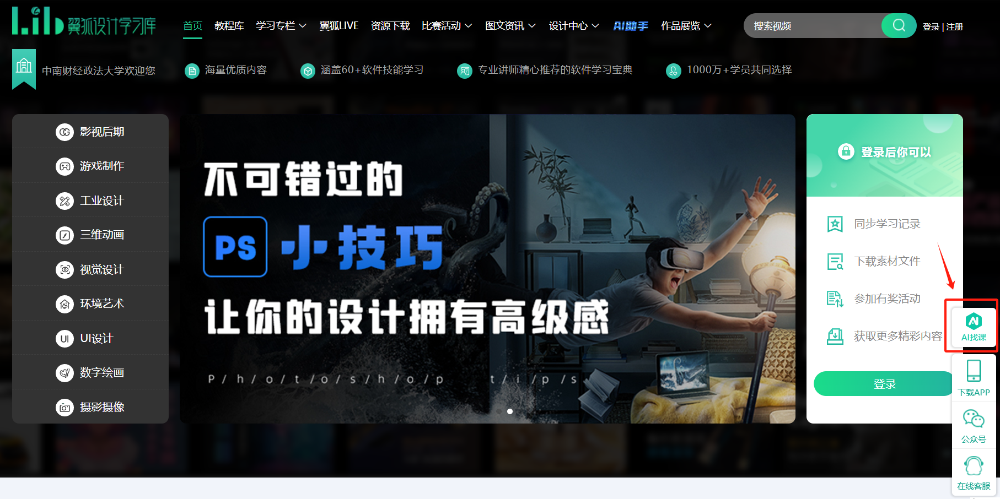 Lib 翼狐设计学习库
首页 教程库 学习专栏 翼狐LIVE 资源下载 比赛活动 图文资讯 设计中心 AI助手 作品展览
搜索视频
登录 | 注册
中南财经政法大学欢迎您
海量优质内容
涵盖60+软件技能学习
专业讲师精心推荐的软件学习宝典
1000万+学员共同选择
影视后期
游戏制作
工业设计
三维动画
视觉设计
环境艺术
UI UI设计
数字绘画
摄影摄像
不可错过的
PS 小技巧
让你的设计拥有高级感
P/h/o/t/o/s/h/o/p t/i/p/s
登录后你可以
同步学习记录
下载素材文件
参加有奖活动
获取更多精彩内容
登录
AI
AI找课
下载APP
公众号
在线客服